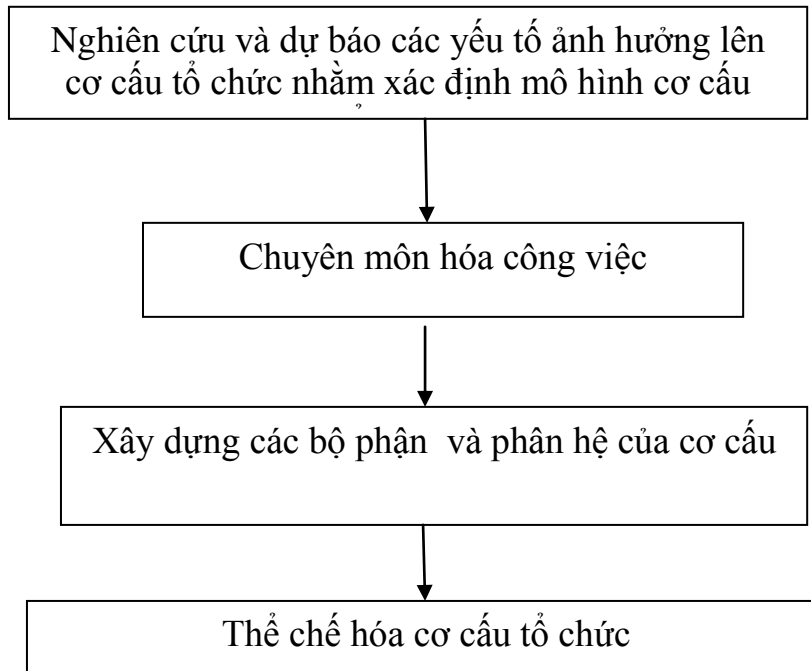 Nghiên cứu và dự báo các yếu tố ảnh hưởng lên
cơ cấu tổ chức nhằm xác định mô hình cơ cấu
Chuyên môn hóa công việc
Xây dựng các bộ phận và phân hệ của cơ cấu
Thể chế hóa cơ cấu tổ chức